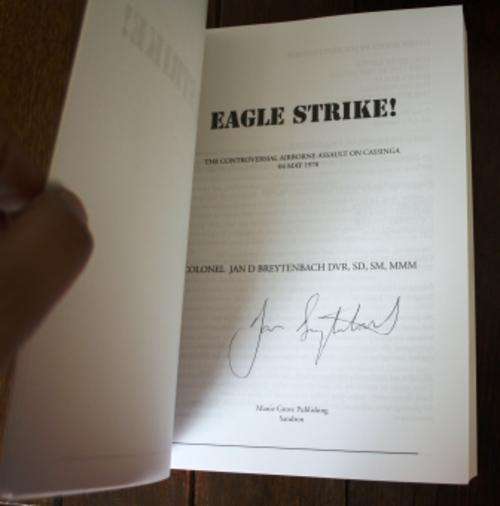 EAGLE STRIKE!
THE CONTROVERSIAL AIRBORNE ASSAULT ON CASSINGA
04 MAY 1978
COLONEL JAN D BREYTENBACH DVR, SD, SM, MMM
Jan Breytenbach
Manie Grove Publishing
Sandton